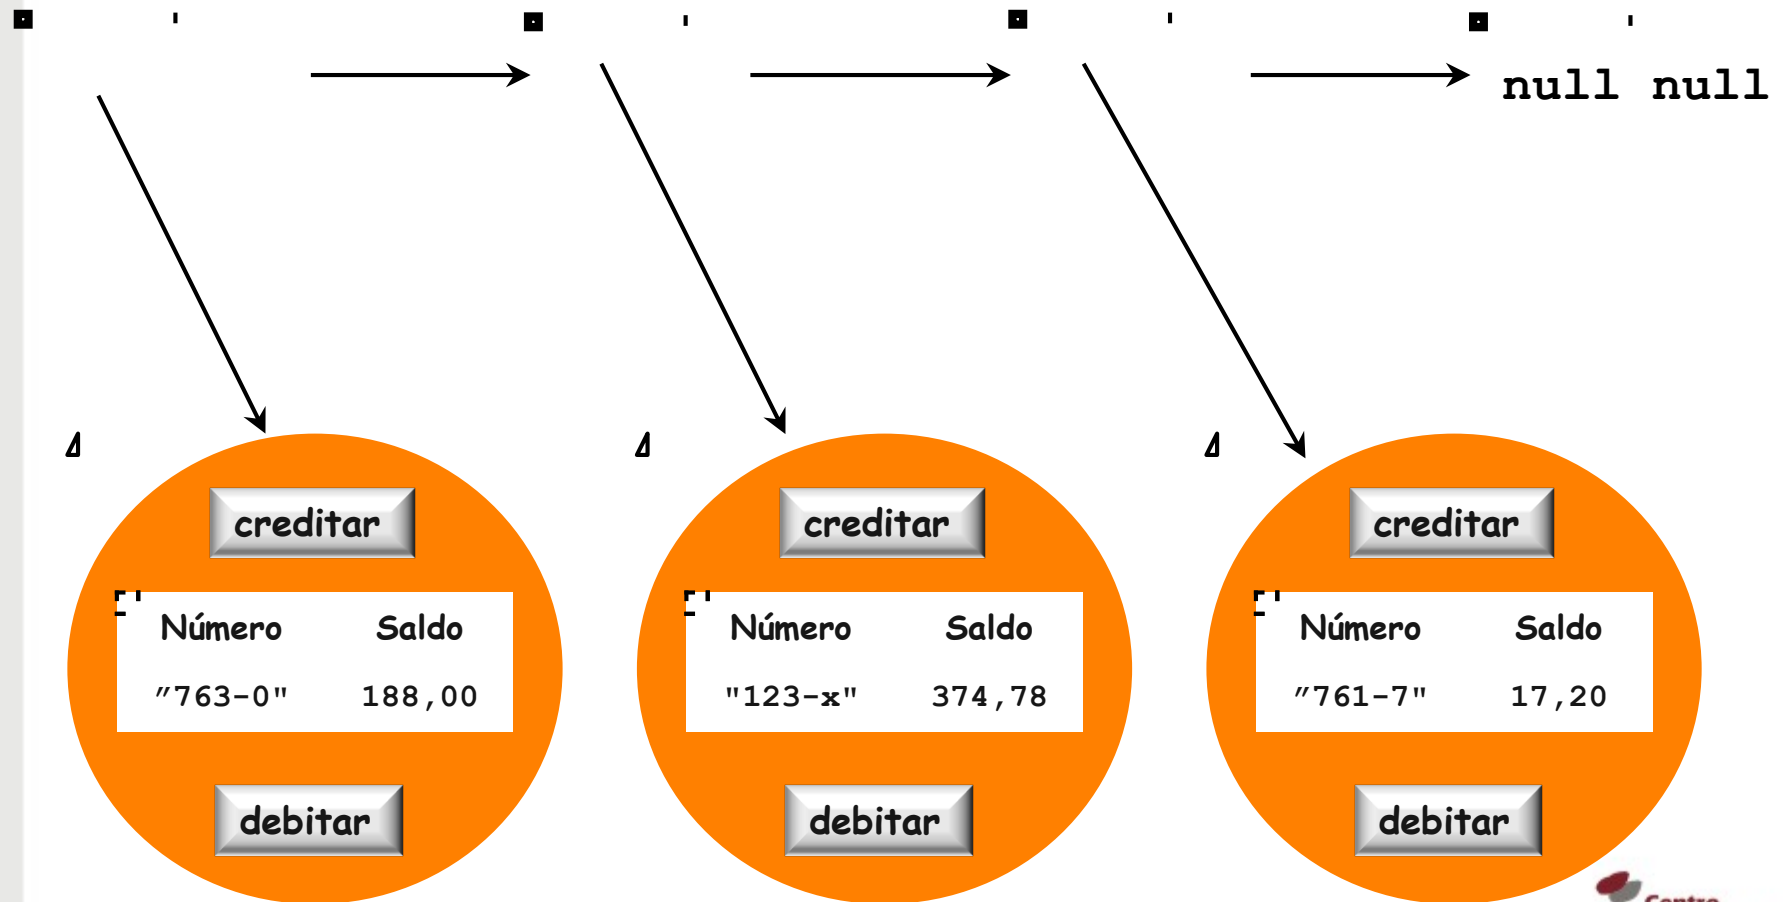 null null
creditar creditar creditar
Número Saldo Número Saldo Número Saldo
″763-0" 188,00 "123-x" 374,78 ″761-7" 17,20
debitar debitar debitar
Centro